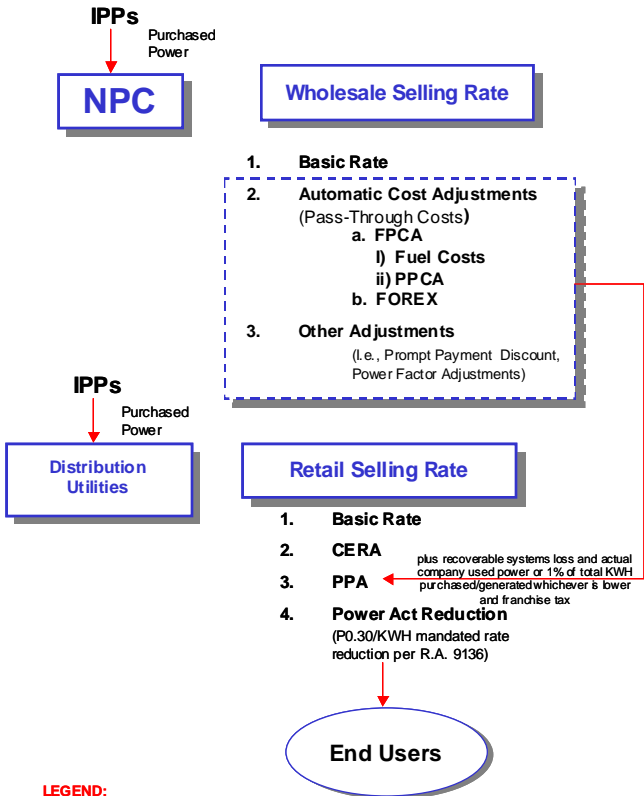 IPPs
Purchased
Power
NPC
Wholesale Selling Rate
1. Basic Rate
2. Automatic Cost Adjustments
(Pass-Through Costs)
a. FPCA
I) Fuel Costs
ii) PPCA
b. FOREX
3. Other Adjustments
(I.e., Prompt Payment Discount,
Power Factor Adjustments)
IPPs
Purchased
Power
Distribution
Utilities
Retail Selling Rate
1. Basic Rate
2. CERA
3. PPA
plus recoverable systems loss and actual
company used power or 1% of total KWH
purchased/generated whichever is lower
and franchise tax
4. Power Act Reduction
(P0.30/KWH mandated rate
reduction per R.A. 9136)
End Users
LEGEND: